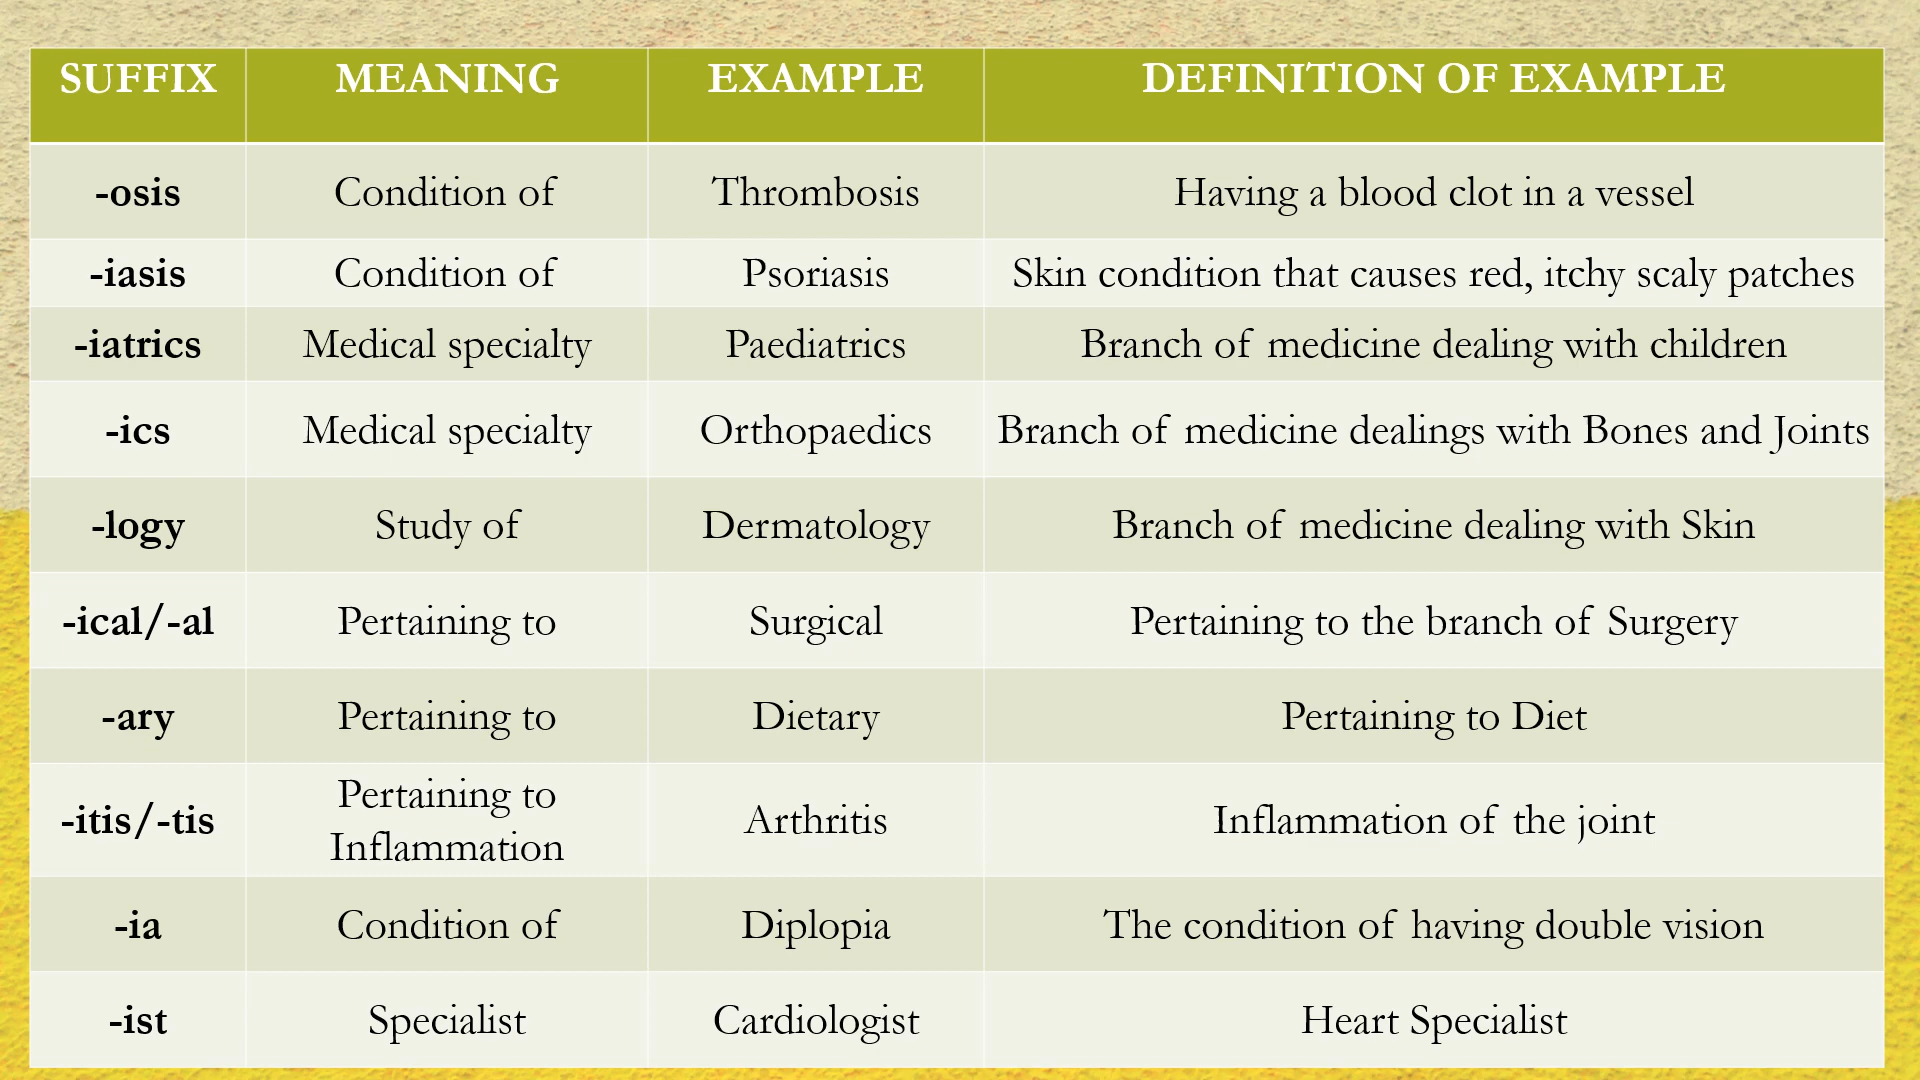 SUFFIX MEANING EXAMPLE DEFINITION OF EXAMPLE
-osis Condition of Thrombosis Having a blood clot in a vessel
-iasis Condition of Psoriasis Skin condition that causes red, itchy scaly patches
-iatrics Medical specialty Paediatrics Branch of medicine dealing with children
-ics Medical specialty Orthopaedics Branch of medicine dealings with Bones and Joints
-logy Study of Dermatology Branch of medicine dealing with Skin
-ical/-al Pertaining to Surgical Pertaining to the branch of Surgery
-ary Pertaining to Dietary Pertaining to Diet
-itis/-tis Pertaining to
Inflammation Arthritis Inflammation of the joint
-ia Condition of Diplopia The condition of having double vision
-ist Specialist Cardiologist Heart Specialist